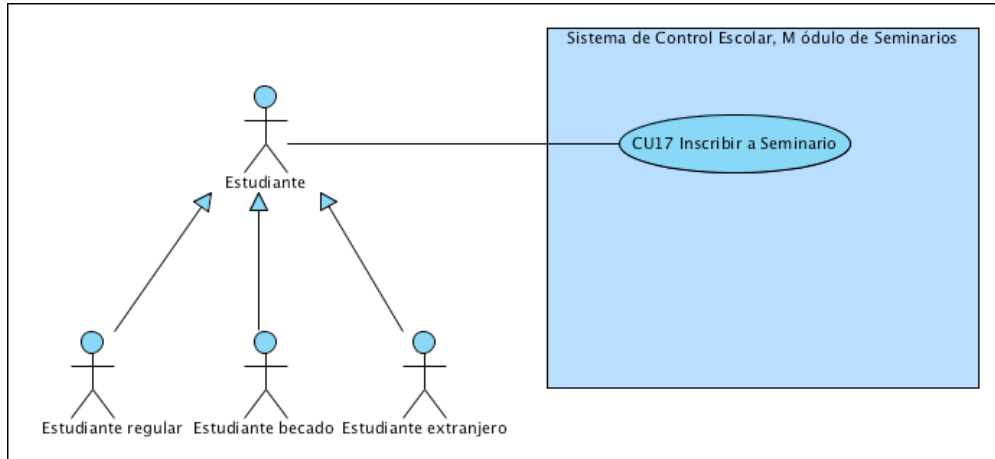 Sistema de Control Escolar, M ódulo de Seminarios
CU17 Inscribir a Seminario
Estudiante
Estudiante regular
Estudiante becado
Estudiante extranjero